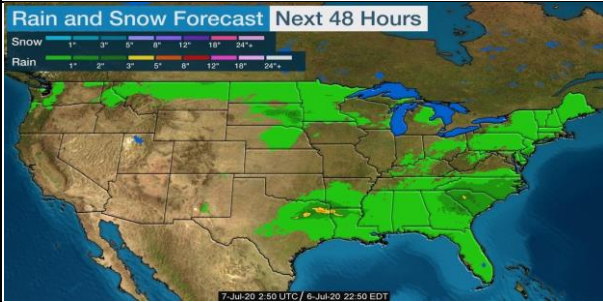 Rain and Snow Forecast Next 48 Hours
Snow 1" 3" 5" 8" 12" 18" 24"+
Rain 1" 2" 3" 5" 8" 12" 18" 24"+
7-Jul-20 2:50 UTC / 6-Jul-20 22:50 EDT